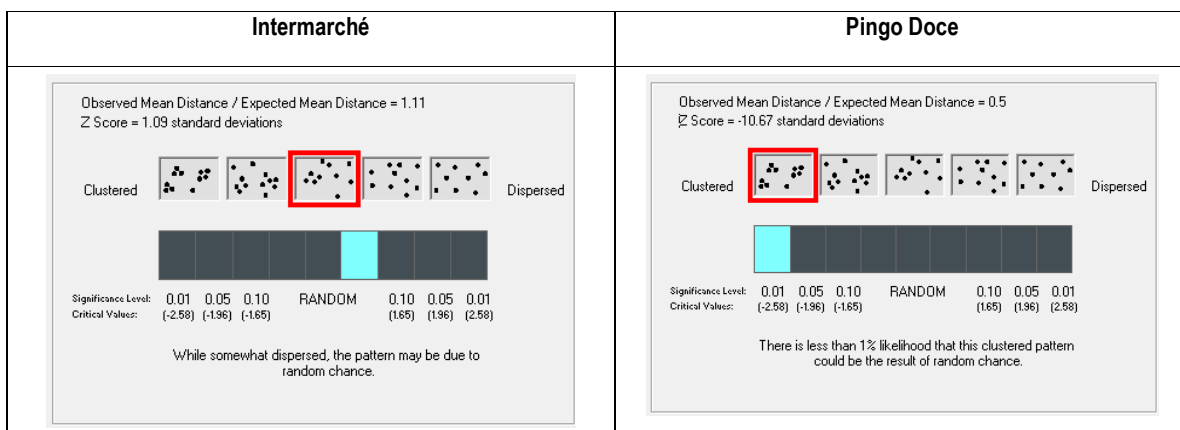 Intermarché
Pingo Doce
Observed Mean Distance / Expected Mean Distance = 1.11
Z Score = 1.09 standard deviations
Clustered
Dispersed
Significance Level: 0.01 0.05 0.10 RANDOM 0.10 0.05 0.01
Critical Values: (-2.58) (-1.96) (-1.65) (1.65) (1.96) (2.58)
While somewhat dispersed, the pattern may be due to
random chance.
Observed Mean Distance / Expected Mean Distance = 0.5
Z Score = -10.67 standard deviations
Clustered
Dispersed
Significance Level: 0.01 0.05 0.10 RANDOM 0.10 0.05 0.01
Critical Values: (-2.58) (-1.96) (-1.65) (1.65) (1.96) (2.58)
There is less than 1% likelihood that this clustered pattern
could be the result of random chance.